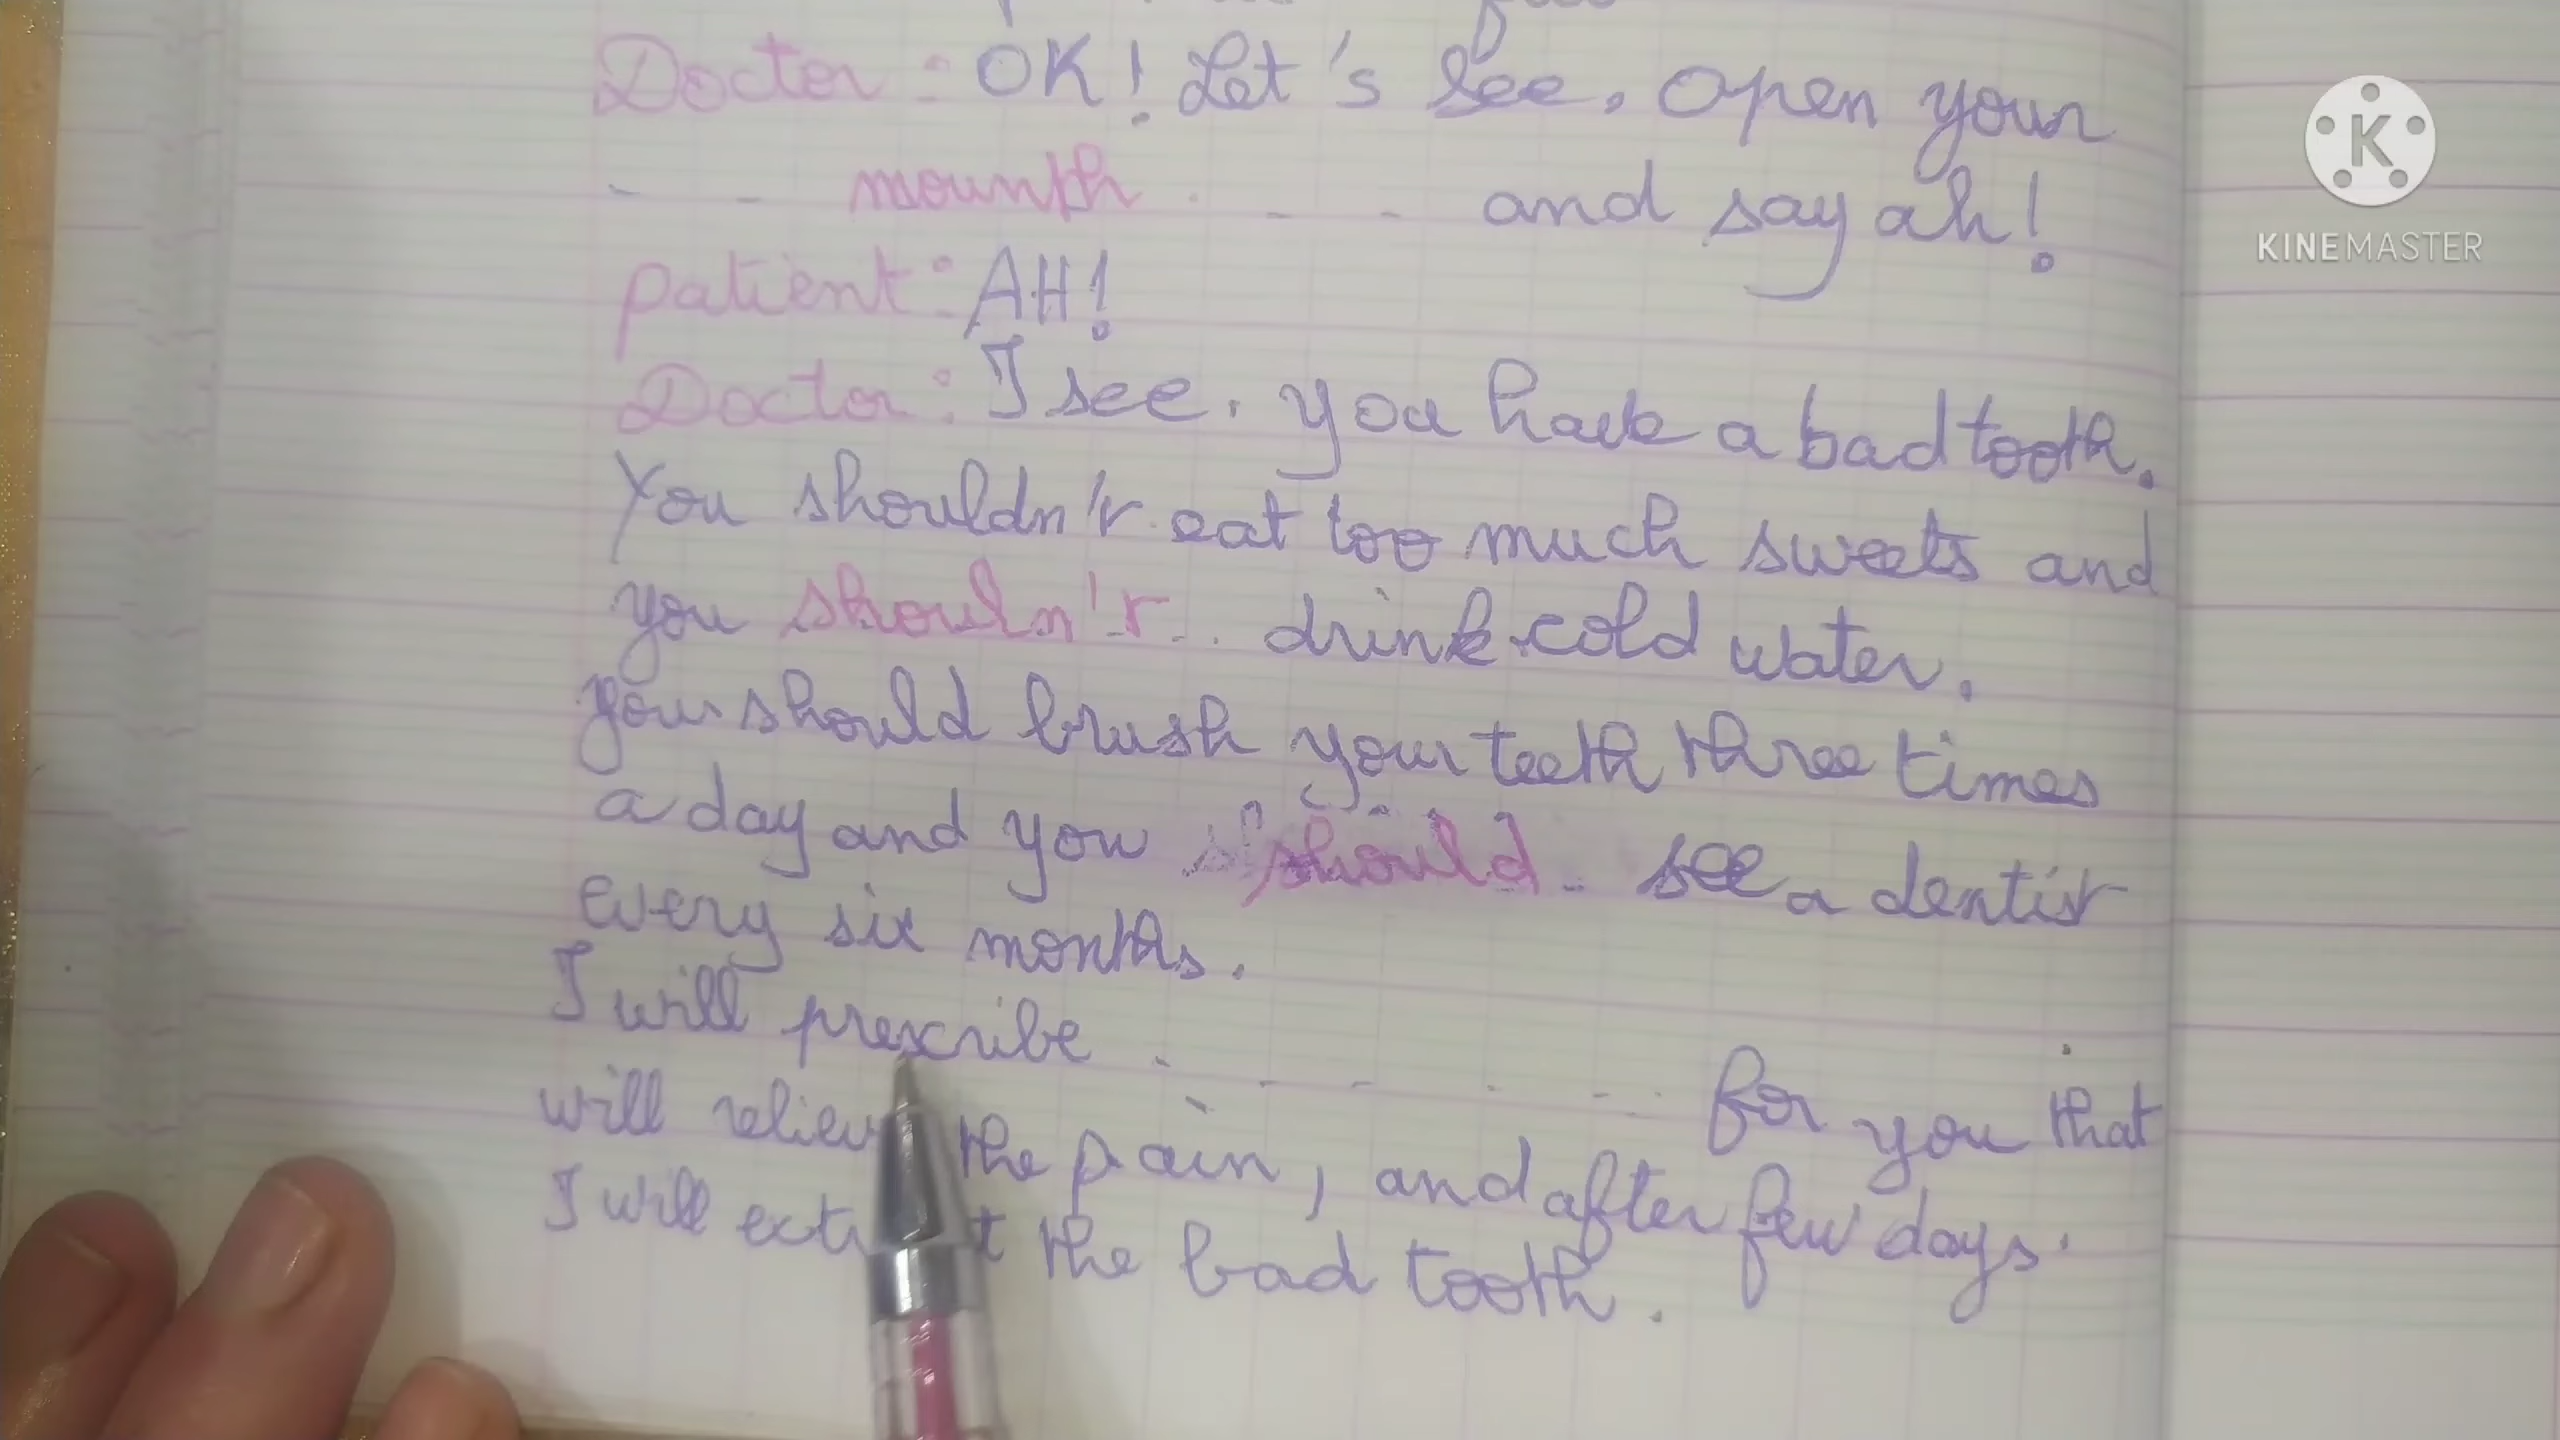 Doctor: OK! Let's see. Open your
- - mounth - - - and say ah!
patient: AH!
Doctor: I see. you have a bad tooth.
You shouldn't eat too much sweets and
you shouln't .. drink cold water.
you should brush your teeth three times
a day and you should see a dentist
every six months.
I will prescribe - - - - - - for you that
will relieve the pain, and after few days.
I will extract the bad tooth.
K
KINEMASTER